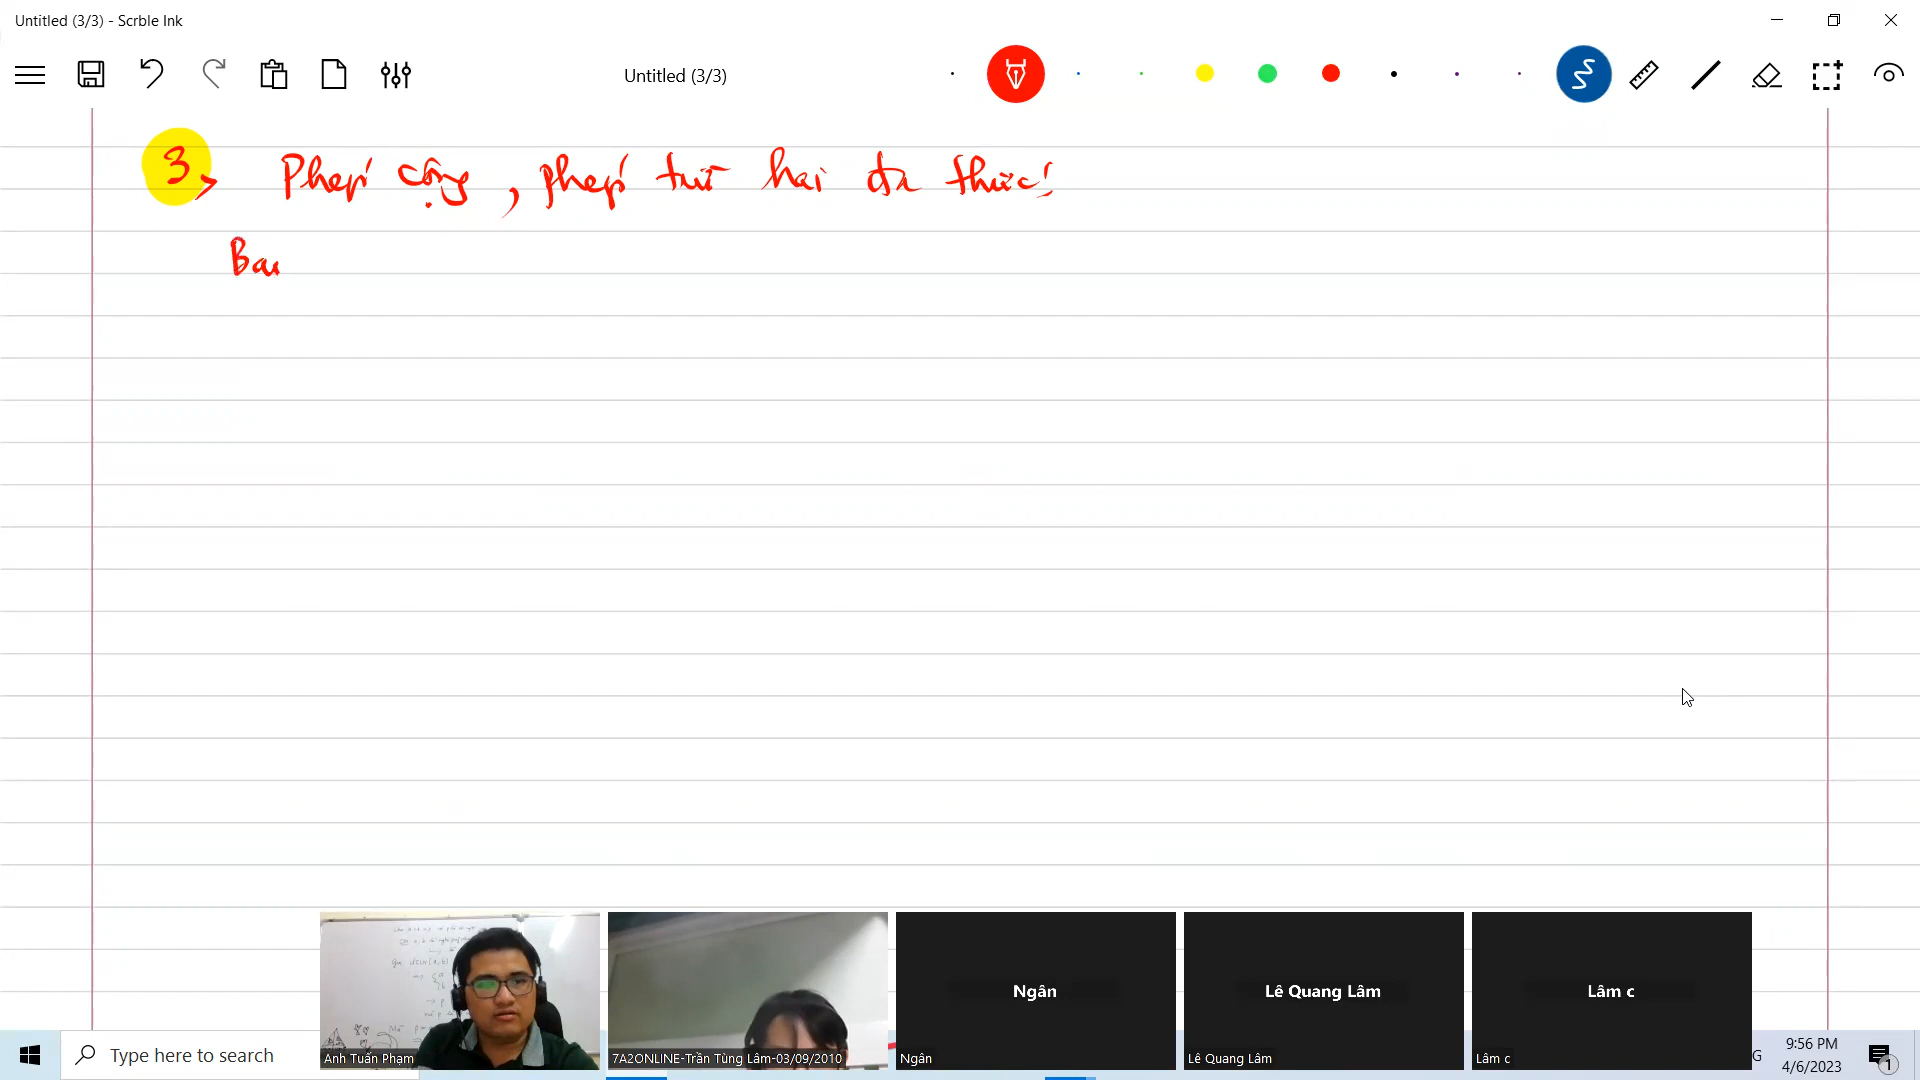 Untitled (3/3) - Scrble Ink
Untitled (3/3)
3, Phép cộng, phép trừ hai đa thức!
Bài
Ngân
Lê Quang Lâm
Lâm c
Anh Tuấn Phạm
7A2ONLINE-Trần Tùng Lâm-03/09/2010
Ngân
Lê Quang Lâm
Lâm c
Type here to search
G
9:56 PM
4/6/2023
1